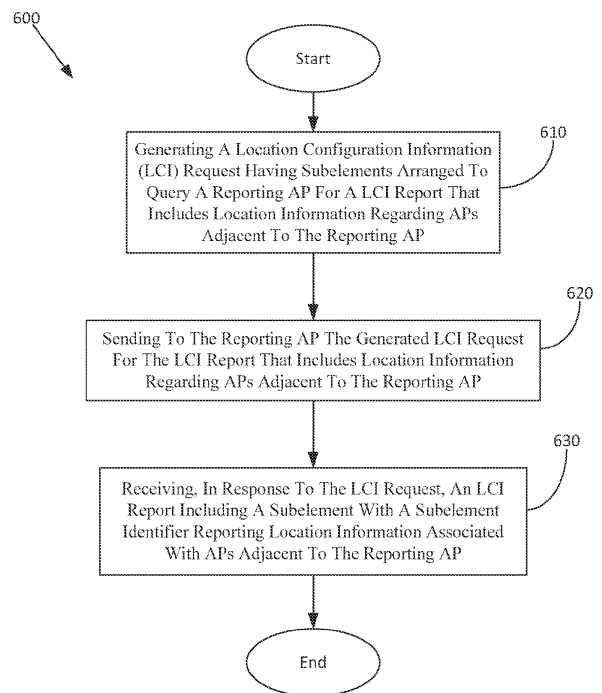 600
Start
610
Generating A Location Configuration Information
(LCI) Request Having Subelements Arranged To
Query A Reporting AP For A LCI Report That
Includes Location Information Regarding APs
Adjacent To The Reporting AP
620
Sending To The Reporting AP The Generated LCI Request
For The LCI Report That Includes Location Information
Regarding APs Adjacent To The Reporting AP
630
Receiving, In Response To The LCI Request, An LCI
Report Including A Subelement With A Subelement
Identifier Reporting Location Information Associated
With APs Adjacent To The Reporting AP
End